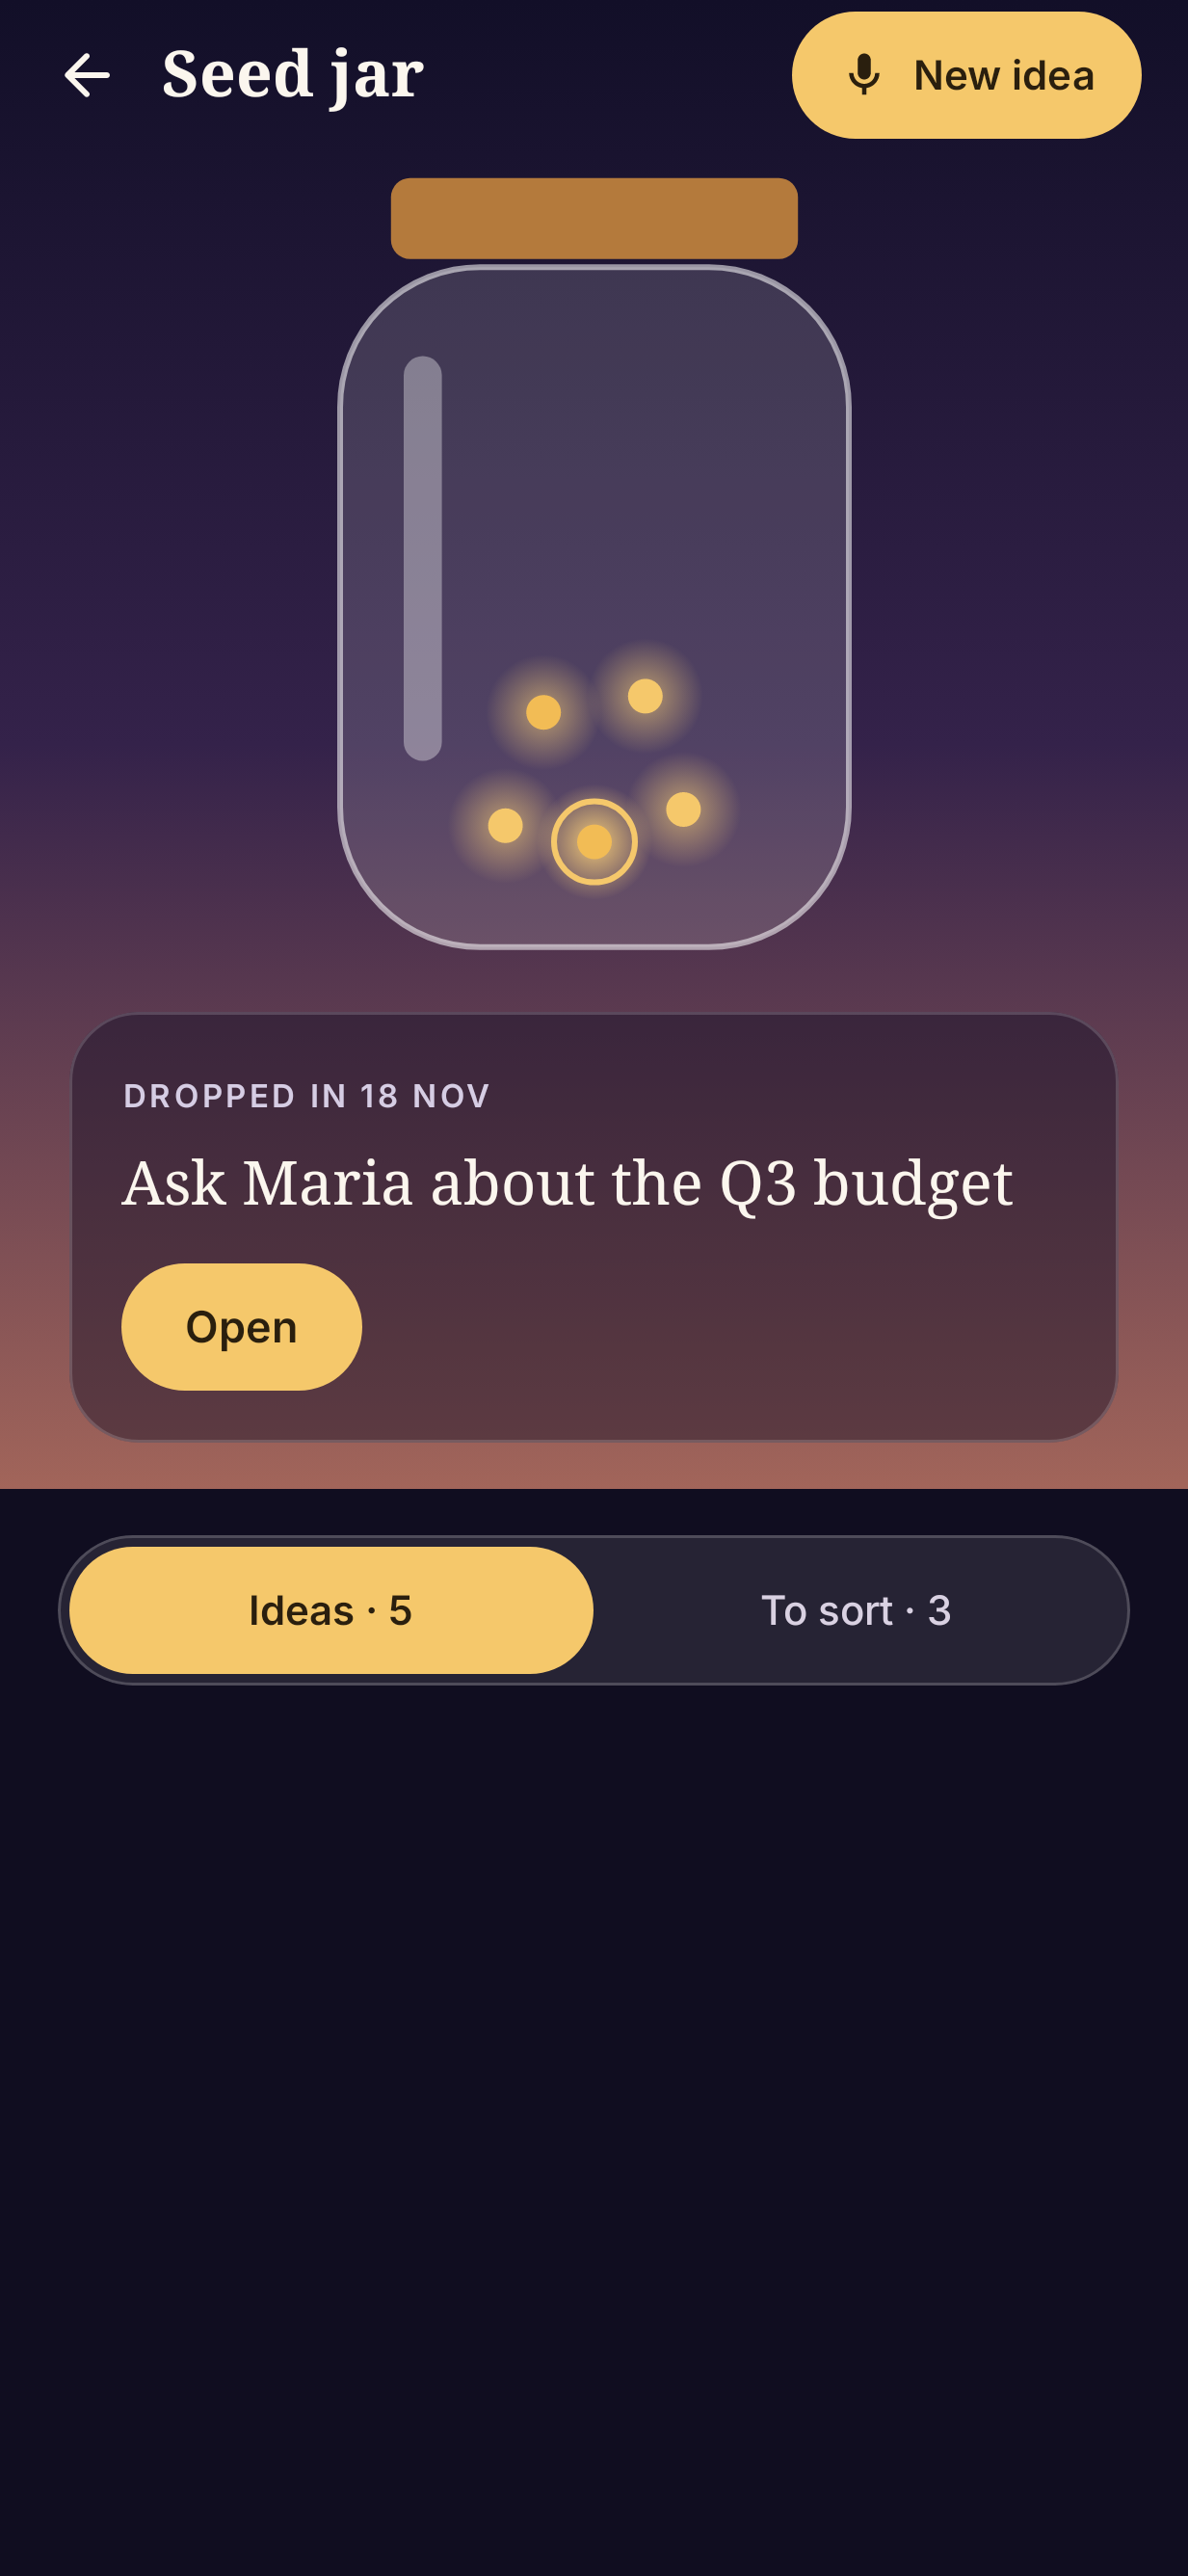 Seed jar
New idea
DROPPED IN 18 NOV
Ask Maria about the Q3 budget
Open
Ideas · 5
To sort · 3